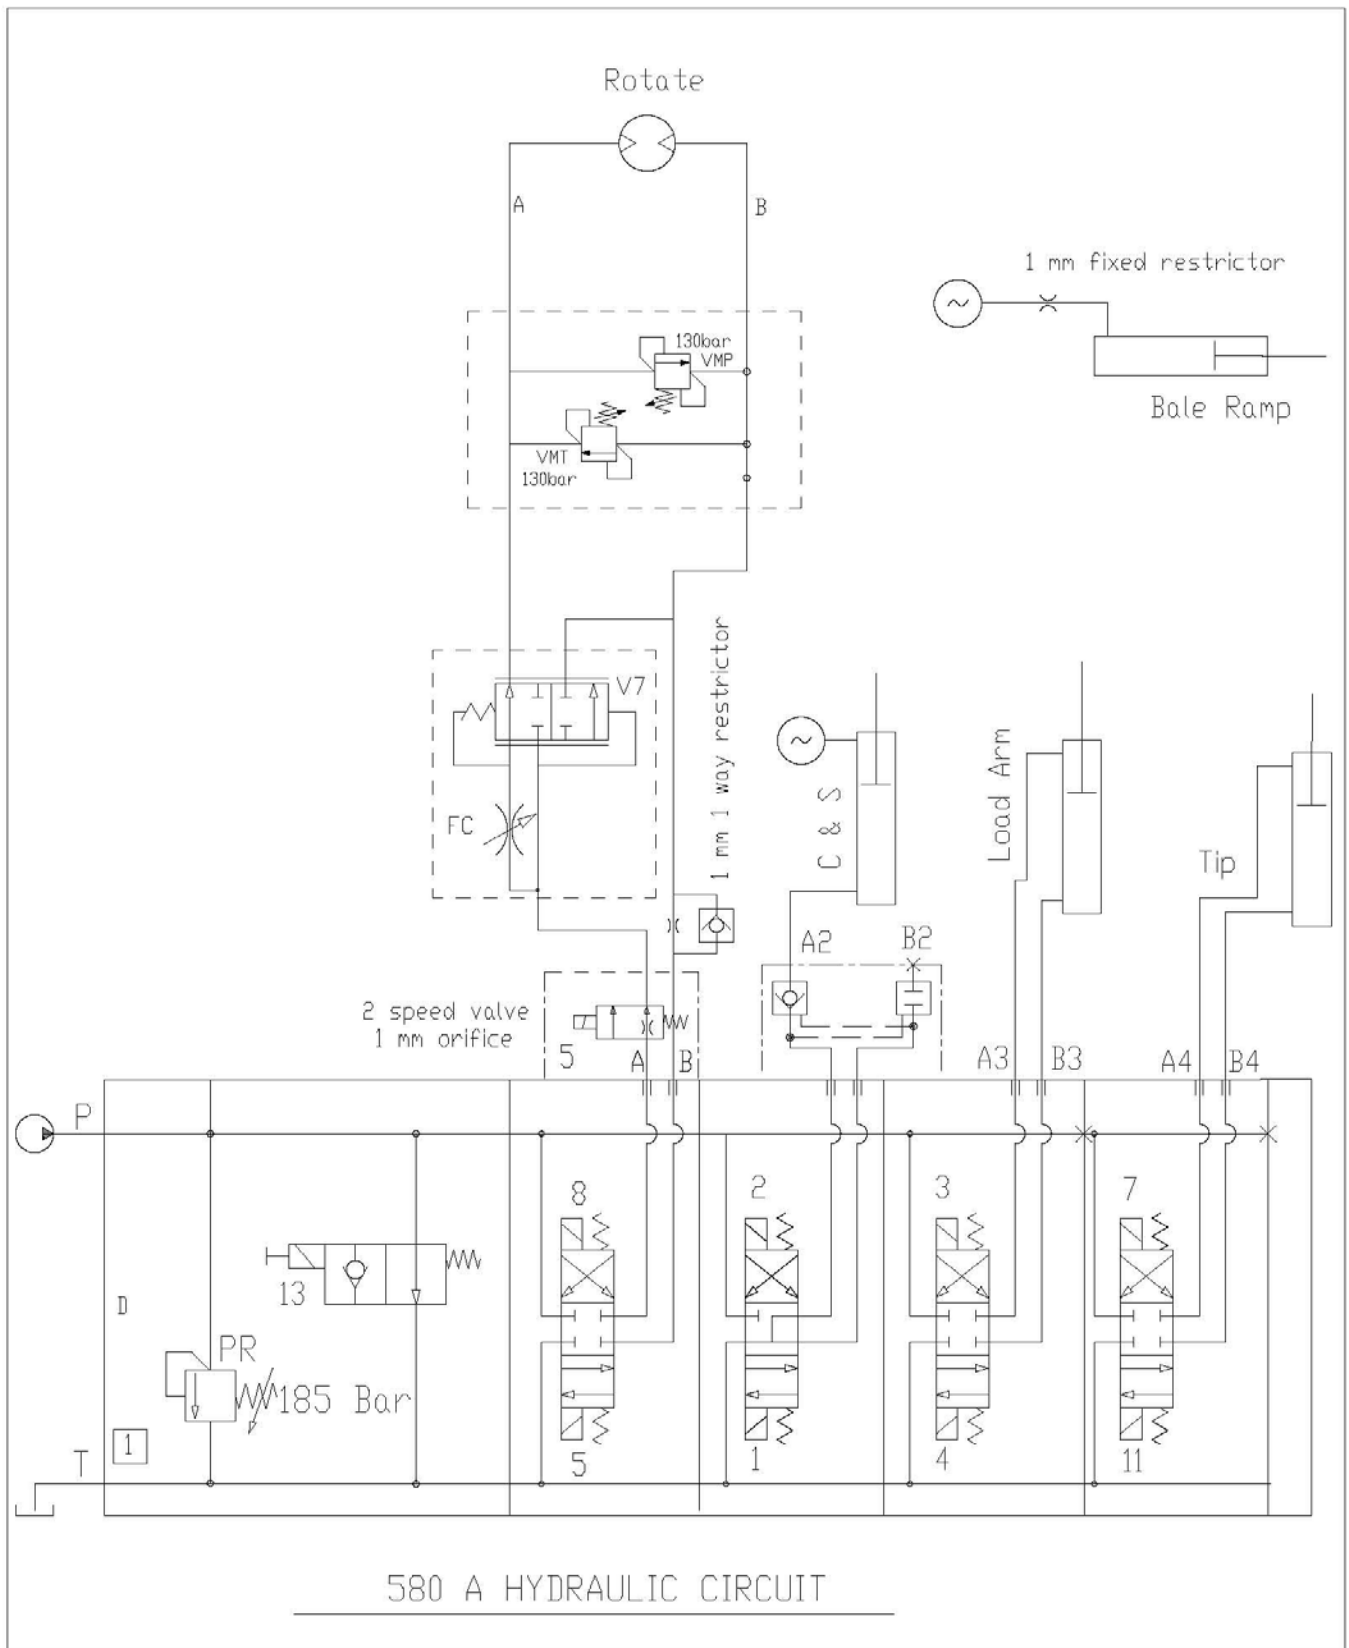 Rotate
A
B
1 mm fixed restrictor
~
Bale Ramp
130bar
VMP
VMT
130bar
1 mm 1 way restrictor
V7
FC
~
C & S
Load Arm
Tip
A2
B2
2 speed valve
1 mm orifice
5
A
B
A3
B3
A4
B4
P
8
2
3
7
13
D
PR
185 Bar
1
T
5
1
4
11
580 A HYDRAULIC CIRCUIT